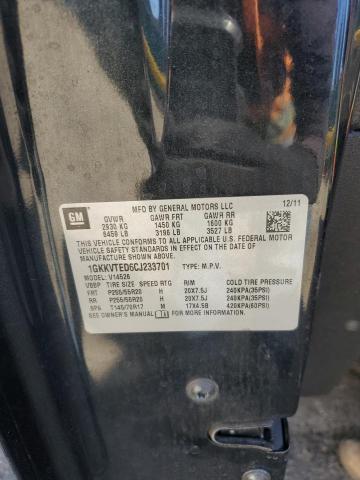 MFD BY GENERAL MOTORS LLC
GM GVWR GAWR FRT GAWR RR 12/11
2930 KG 1450 KG 1600 KG
6459 LB 3196 LB 3527 LB
THIS VEHICLE CONFORMS TO ALL APPLICABLE U.S. FEDERAL MOTOR
VEHICLE SAFETY STANDARDS IN EFFECT ON THE DATE OF
MANUFACTURE SHOWN ABOVE.
1GKKVTED6CJ233701 TYPE: M.P.V.
MODEL: V14526
VBBP TIRE SIZE SPEED RTG RIM COLD TIRE PRESSURE
FRT P255/55R20 H 20X7.5J 240KPA(35PSI)
RR P255/55R20 H 20X7.5J 240KPA(35PSI)
SPA T145/70R17 M 17X4.5B 420KPA(60PSI)
SEE OWNER'S MANUAL FOR ADDITIONAL INFORMATION.